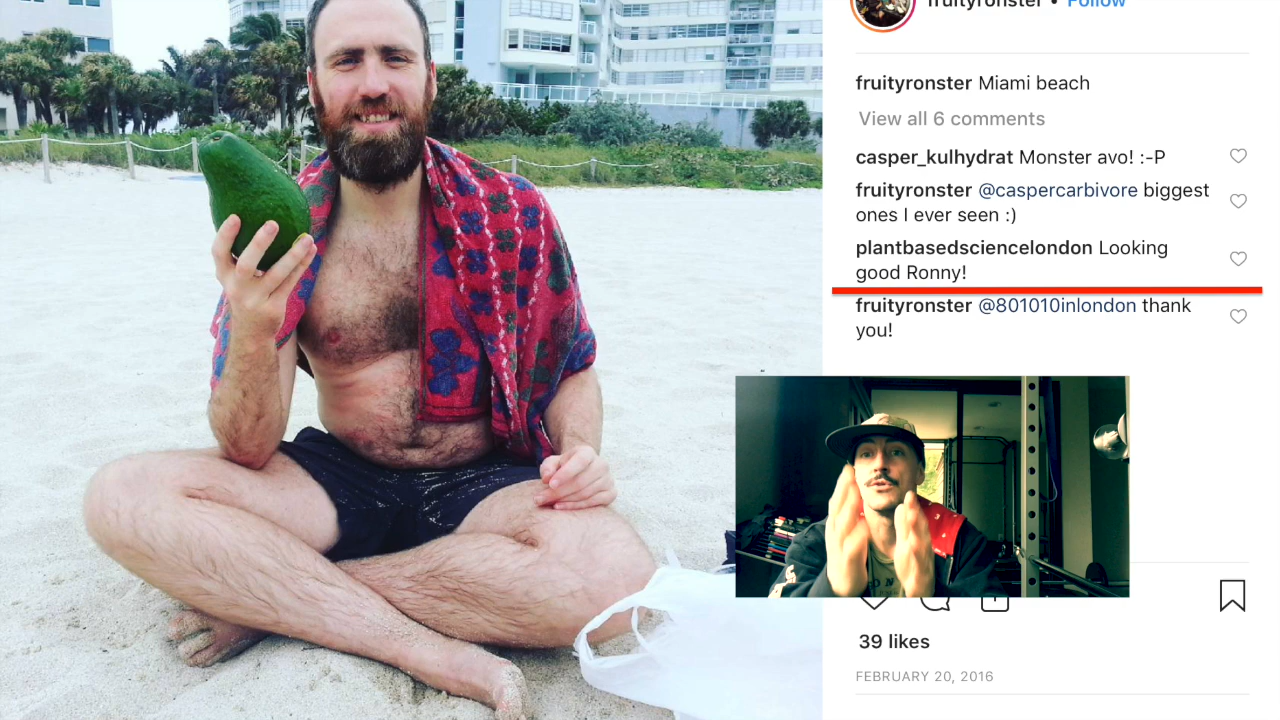 fruityronster • Follow
fruityronster Miami beach
View all 6 comments
casper_kulhydrat Monster avo! :-P
fruityronster @caspercarbivore biggest
ones I ever seen :)
plantbasedsciencelondon Looking
good Ronny!
fruityronster @801010inlondon thank
you!
39 likes
FEBRUARY 20, 2016